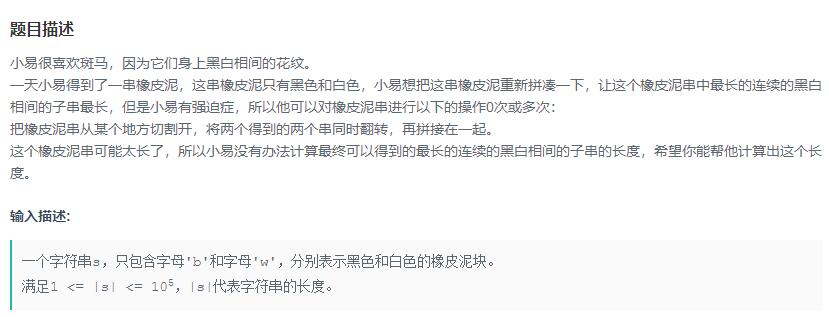 题目描述
小易很喜欢斑马，因为它们身上黑白相间的花纹。
一天小易得到了一串橡皮泥，这串橡皮泥只有黑色和白色，小易想把这串橡皮泥重新拼凑一下，让这个橡皮泥串中最长的连续的黑白
相间的子串最长，但是小易有强迫症，所以他可以对橡皮泥串进行以下的操作0次或多次：
把橡皮泥串从某个地方切割开，将两个得到的两个串同时翻转，再拼接在一起。
这个橡皮泥串可能太长了，所以小易没有办法计算最终可以得到的最长的连续的黑白相间的子串的长度，希望你能帮他计算出这个长
度。
输入描述:
一个字符串s，只包含字母'b'和字母'w'，分别表示黑色和白色的橡皮泥块。
满足1 <= |s| <= 10⁵，|s|代表字符串的长度。